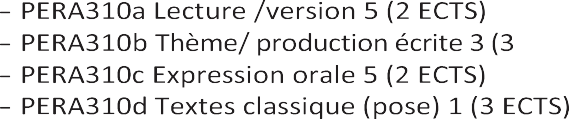 – PERA310a Lecture /version 5 (2 ECTS)
– PERA310b Thème/ production écrite 3 (3
– PERA310c Expression orale 5 (2 ECTS)
– PERA310d Textes classique (pose) 1 (3 ECTS)